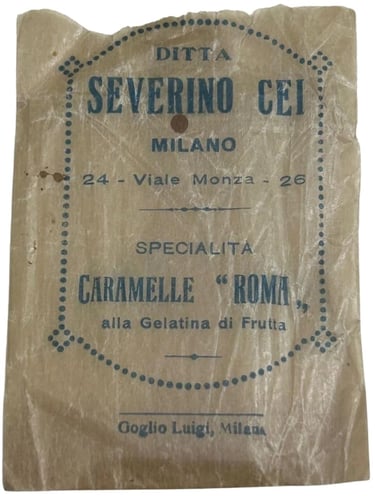 DITTA
SEVERINO CEI
MILANO
24 - Viale Monza - 26
SPECIALITÀ
CARAMELLE "ROMA„
alla Gelatina di Frutta
Goglio Luigi, Milano